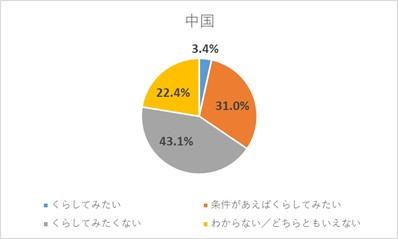 中国
3.4%
31.0%
43.1%
22.4%
くらしてみたい
条件があえばくらしてみたい
くらしてみたくない
わからない／どちらともいえない